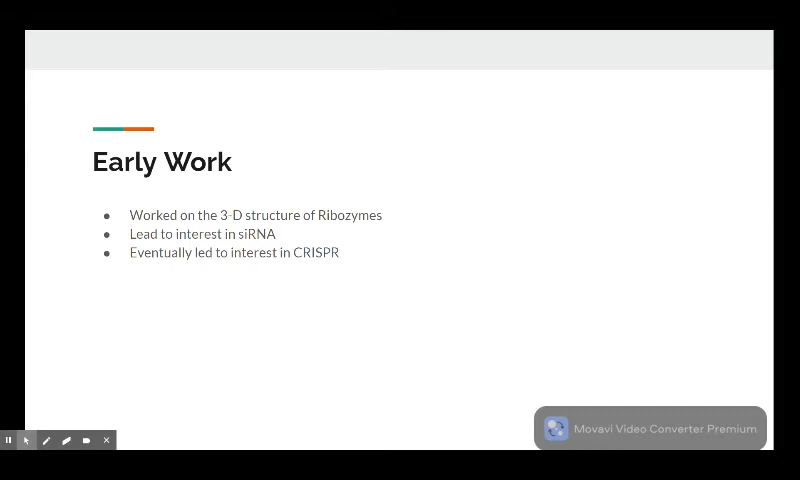 Early Work
● Worked on the 3-D structure of Ribozymes
● Lead to interest in siRNA
● Eventually led to interest in CRISPR
Movavi Video Converter Premium